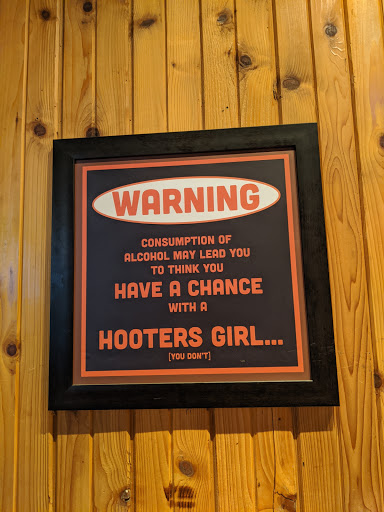 WARNING
CONSUMPTION OF
ALCOHOL MAY LEAD YOU
TO THINK YOU
HAVE A CHANCE
WITH A
HOOTERS GIRL...
[YOU DON'T]